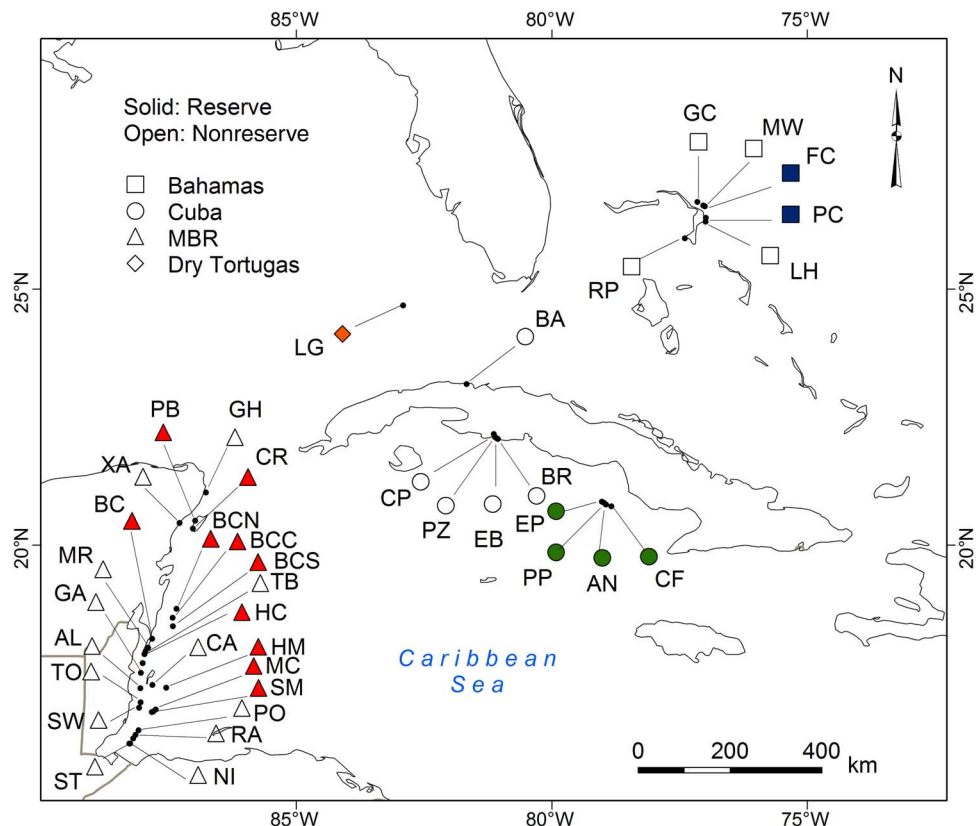 85°W
80°W
75°W
N
Solid: Reserve
Open: Nonreserve
Bahamas
Cuba
MBR
Dry Tortugas
GC
MW
FC
PC
LH
RP
25°N
25°N
BA
LG
PB
GH
XA
CR
BC
BCN
BCC
BCS
TB
MR
GA
HC
AL
CA
HM
MC
TO
SM
SW
PO
RA
ST
NI
CP
PZ
EB
EP
BR
PP
AN
CF
20°N
20°N
Caribbean
Sea
0 200 400
km
85°W
80°W
75°W